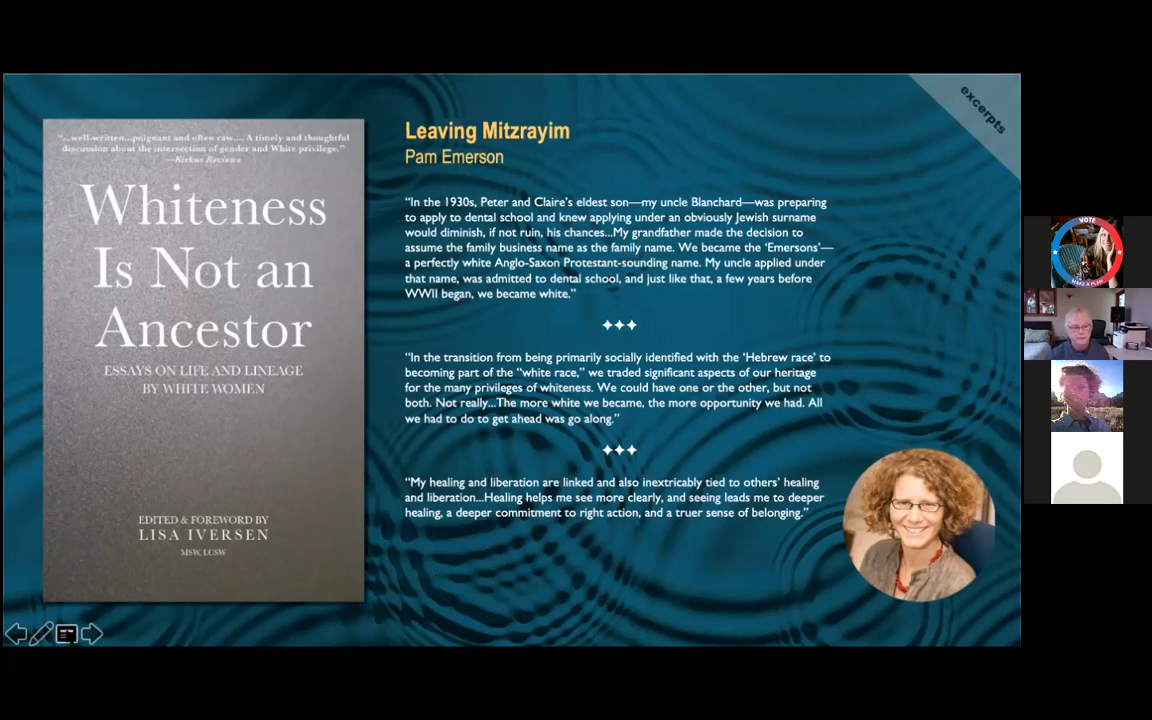 excerpts
"...well-written...poignant and often raw.... A timely and thoughtful
discussion about the intersection of gender and White privilege."
—Kirkus Reviews
Whiteness
Is Not an
Ancestor
ESSAYS ON LIFE AND LINEAGE
BY WHITE WOMEN
EDITED & FOREWORD BY
LISA IVERSEN
MSW, LCSW
Leaving Mitzrayim
Pam Emerson
“In the 1930s, Peter and Claire’s eldest son—my uncle Blanchard—was preparing
to apply to dental school and knew applying under an obviously Jewish surname
would diminish, if not ruin, his chances...My grandfather made the decision to
assume the family business name as the family name. We became the ‘Emersons’—
a perfectly white Anglo-Saxon Protestant-sounding name. My uncle applied under
that name, was admitted to dental school, and just like that, a few years before
WWII began, we became white.”
“In the transition from being primarily socially identified with the ‘Hebrew race’ to
becoming part of the “white race,” we traded significant aspects of our heritage
for the many privileges of whiteness. We could have one or the other, but not
both. Not really...The more white we became, the more opportunity we had. All
we had to do to get ahead was go along.”
“My healing and liberation are linked and also inextricably tied to others’ healing
and liberation...Healing helps me see more clearly, and seeing leads me to deeper
healing, a deeper commitment to right action, and a truer sense of belonging.”
VOTE
MAKE A PLAN